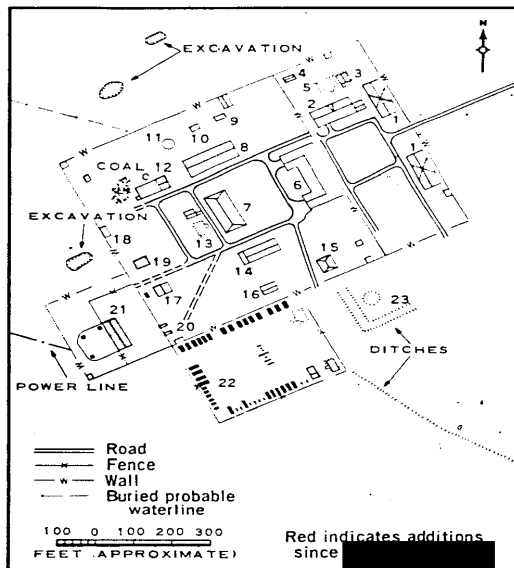 N
EXCAVATION
W
4
3
5
2
1
W
9
10
11
8
COAL
12
C
6
1
7
EXCAVATION
18
13
19
14
15
W
W
17
16
21
20
23
W
DITCHES
22
POWER LINE
Road
Fence
W Wall
Buried probable
waterline
100 0 100 200 300
FEET (APPROXIMATE)
Red indicates additions
since